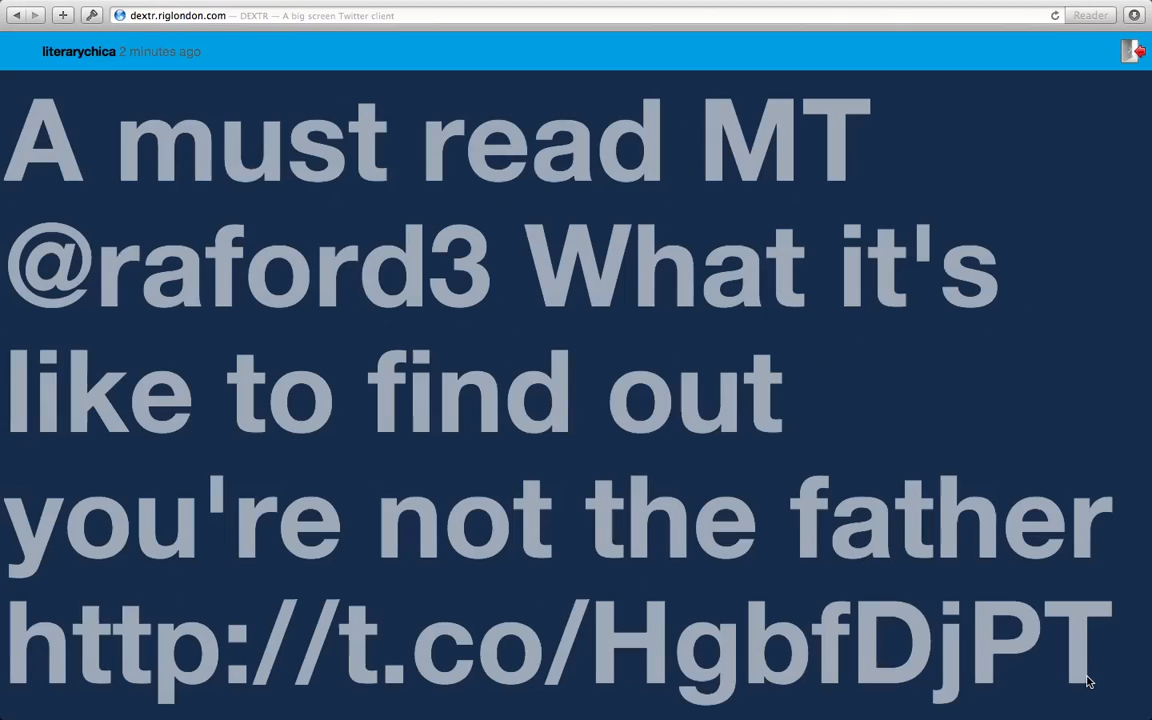 dextr.riglondon.com — DEXTR — A big screen Twitter client
Reader
literarychica 2 minutes ago
A must read MT
@raford3 What it's
like to find out
you're not the father
http://t.co/HgbfDjPT